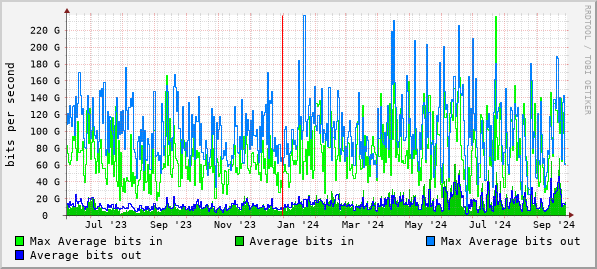 220 G
200 G
180 G
160 G
140 G
120 G
100 G
80 G
60 G
40 G
20 G
0
bits per second
Jul '23 Sep '23 Nov '23 Jan '24 Mar '24 May '24 Jul '24 Sep '24
Max Average bits in Average bits in Max Average bits out
Average bits out
RRDTOOL / TOBI OETIKER